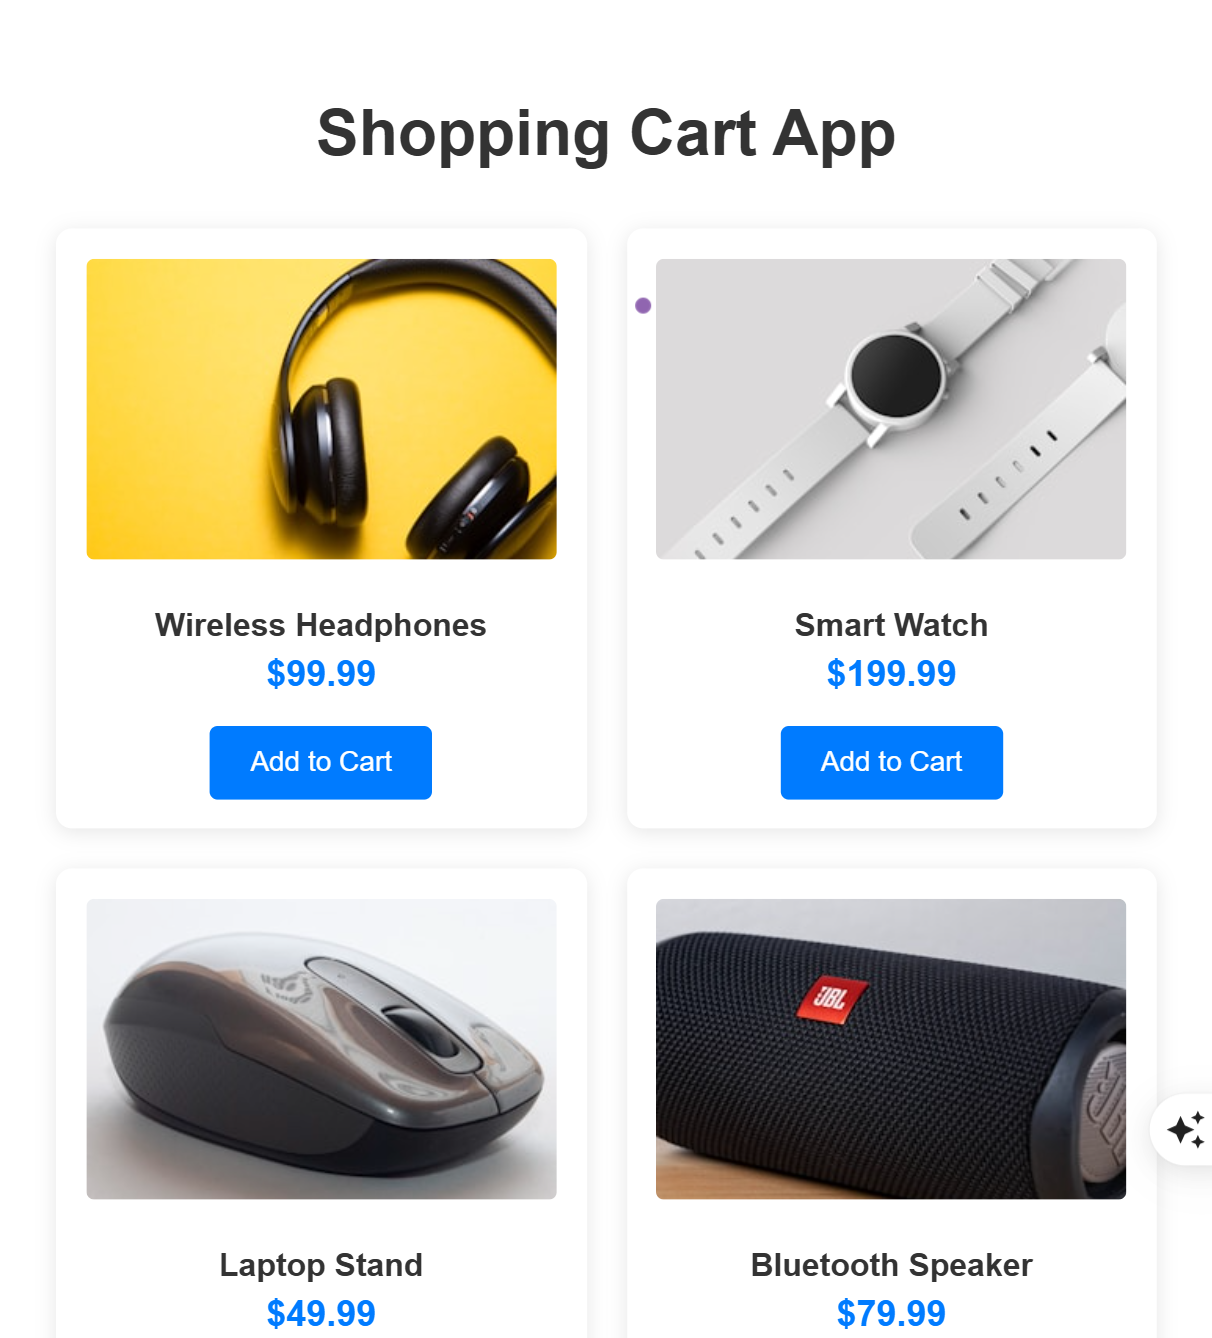 Shopping Cart App
Wireless Headphones
$99.99
Add to Cart
Smart Watch
$199.99
Add to Cart
JBL
Laptop Stand
$49.99
Bluetooth Speaker
$79.99